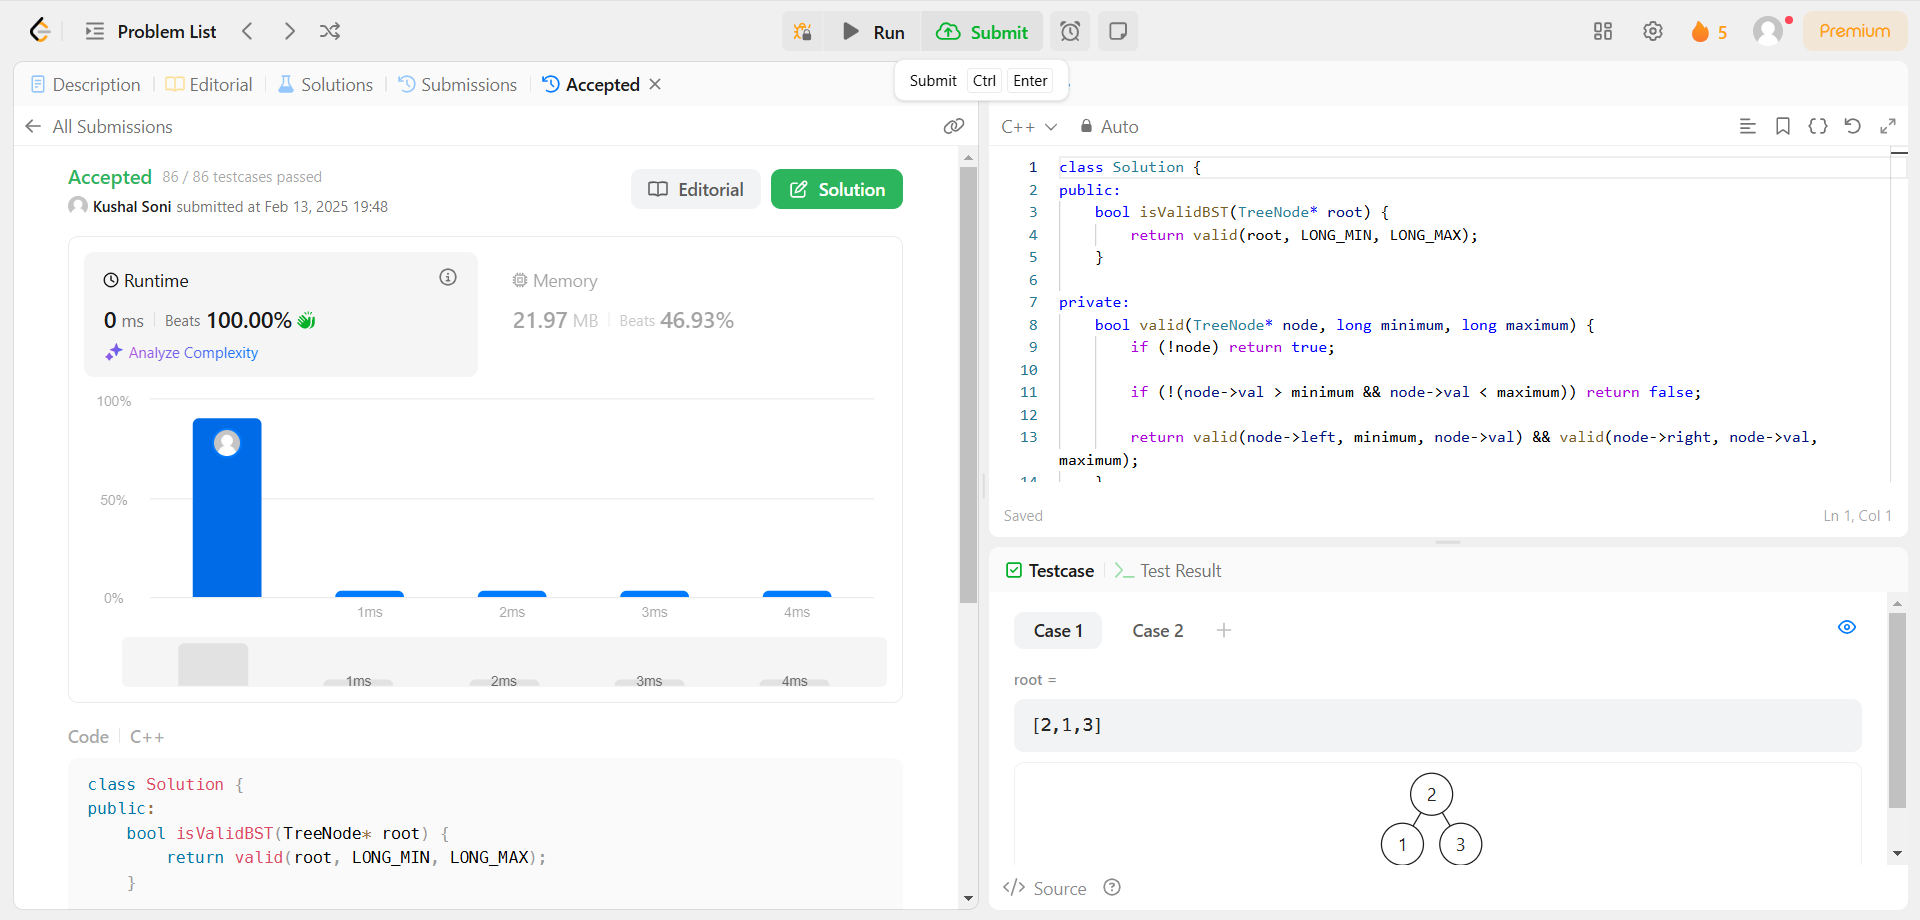 Problem List
Run
Submit
5
Premium
Submit Ctrl Enter
Description
Editorial
Solutions
Submissions
Accepted
All Submissions
Accepted 86 / 86 testcases passed
Kushal Soni submitted at Feb 13, 2025 19:48
Editorial
Solution
Runtime
0 ms Beats 100.00%
Analyze Complexity
Memory
21.97 MB Beats 46.93%
100%
50%
0%
1ms 2ms 3ms 4ms
1ms 2ms 3ms 4ms
Code C++
class Solution {
public:
    bool isValidBST(TreeNode* root) {
        return valid(root, LONG_MIN, LONG_MAX);
    }
C++ Auto
1 class Solution {
2 public:
3     bool isValidBST(TreeNode* root) {
4         return valid(root, LONG_MIN, LONG_MAX);
5     }
6
7 private:
8     bool valid(TreeNode* node, long minimum, long maximum) {
9         if (!node) return true;
10
11         if (!(node->val > minimum && node->val < maximum)) return false;
12
13         return valid(node->left, minimum, node->val) && valid(node->right, node->val,
maximum);
14     }
Saved
Ln 1, Col 1
Testcase
Test Result
Case 1 Case 2 +
root =
[2,1,3]
2
1 3
</> Source ?